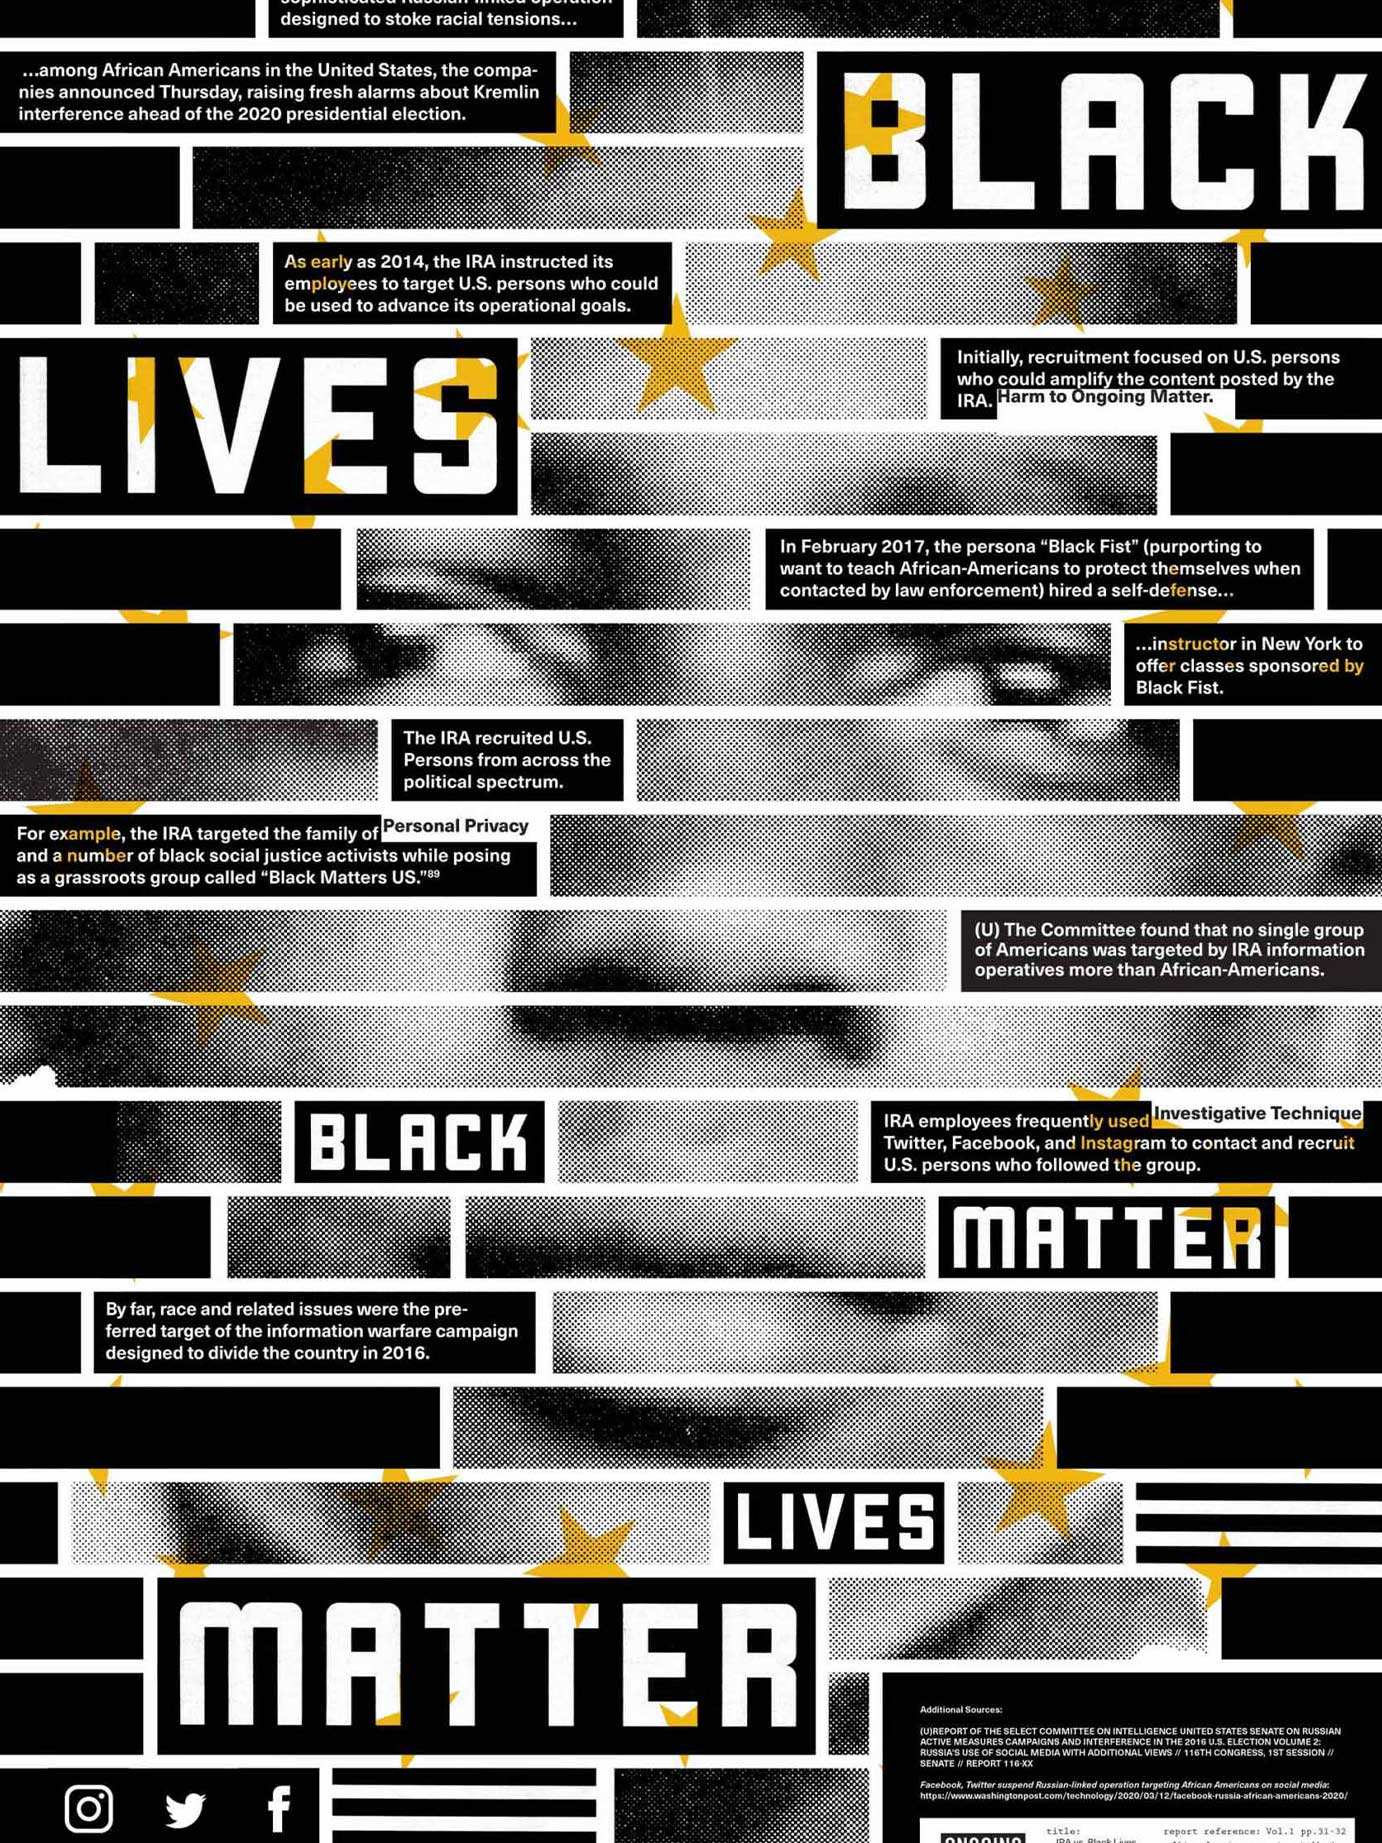 designed to stoke racial tensions...
...among African Americans in the United States, the compa-
nies announced Thursday, raising fresh alarms about Kremlin
interference ahead of the 2020 presidential election.
BLACK
As early as 2014, the IRA instructed its
employees to target U.S. persons who could
be used to advance its operational goals.
LIVES
Initially, recruitment focused on U.S. persons
who could amplify the content posted by the
IRA. Harm to Ongoing Matter.
In February 2017, the persona “Black Fist” (purporting to
want to teach African-Americans to protect themselves when
contacted by law enforcement) hired a self-defense...
...instructor in New York to
offer classes sponsored by
Black Fist.
The IRA recruited U.S.
Persons from across the
political spectrum.
For example, the IRA targeted the family of Personal Privacy
and a number of black social justice activists while posing
as a grassroots group called “Black Matters US.”89
(U) The Committee found that no single group
of Americans was targeted by IRA information
operatives more than African-Americans.
BLACK
IRA employees frequently used Investigative Technique
Twitter, Facebook, and Instagram to contact and recruit
U.S. persons who followed the group.
MATTER
By far, race and related issues were the pre-
ferred target of the information warfare campaign
designed to divide the country in 2016.
LIVES
MATTER
Additional Sources:
(U)REPORT OF THE SELECT COMMITTEE ON INTELLIGENCE UNITED STATES SENATE ON RUSSIAN
ACTIVE MEASURES CAMPAIGNS AND INTERFERENCE IN THE 2016 U.S. ELECTION VOLUME 2:
RUSSIA'S USE OF SOCIAL MEDIA WITH ADDITIONAL VIEWS // 116TH CONGRESS, 1ST SESSION //
SENATE // REPORT 116-XX
Facebook, Twitter suspend Russian-linked operation targeting African Americans on social media:
https://www.washingtonpost.com/technology/2020/03/12/facebook-russia-african-americans-2020/
title:
report reference: Vol.1 pp.31-32